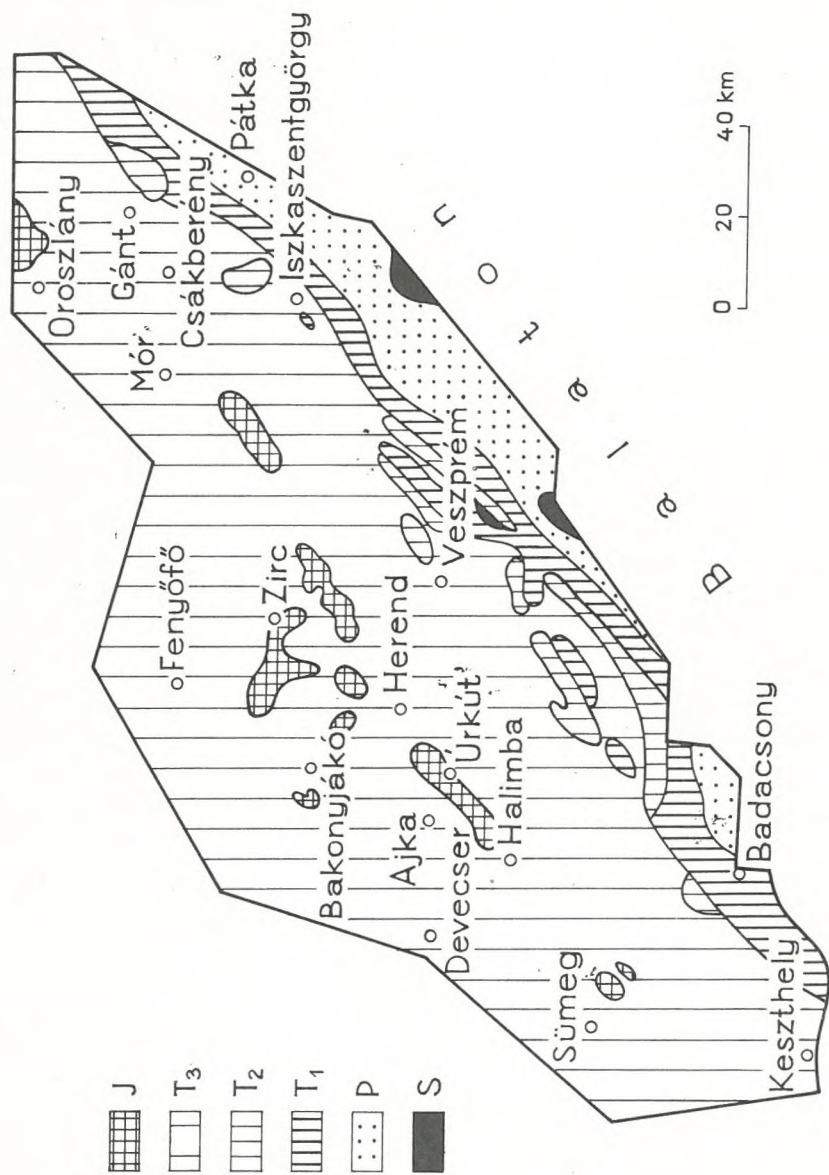 J
T₃
T₂
T₁
P
S
Oroszlány
Gánt
Csákberény
Pátka
Iszkaszentgyörgy
Mór
Fenyőfő
Zirc
Veszprém
Herend
Bakonyjákó
Úrkút
Ajka
Halimba
Devecser
Sümeg
Badacsony
Keszthely
Balaton
0 20 40 km